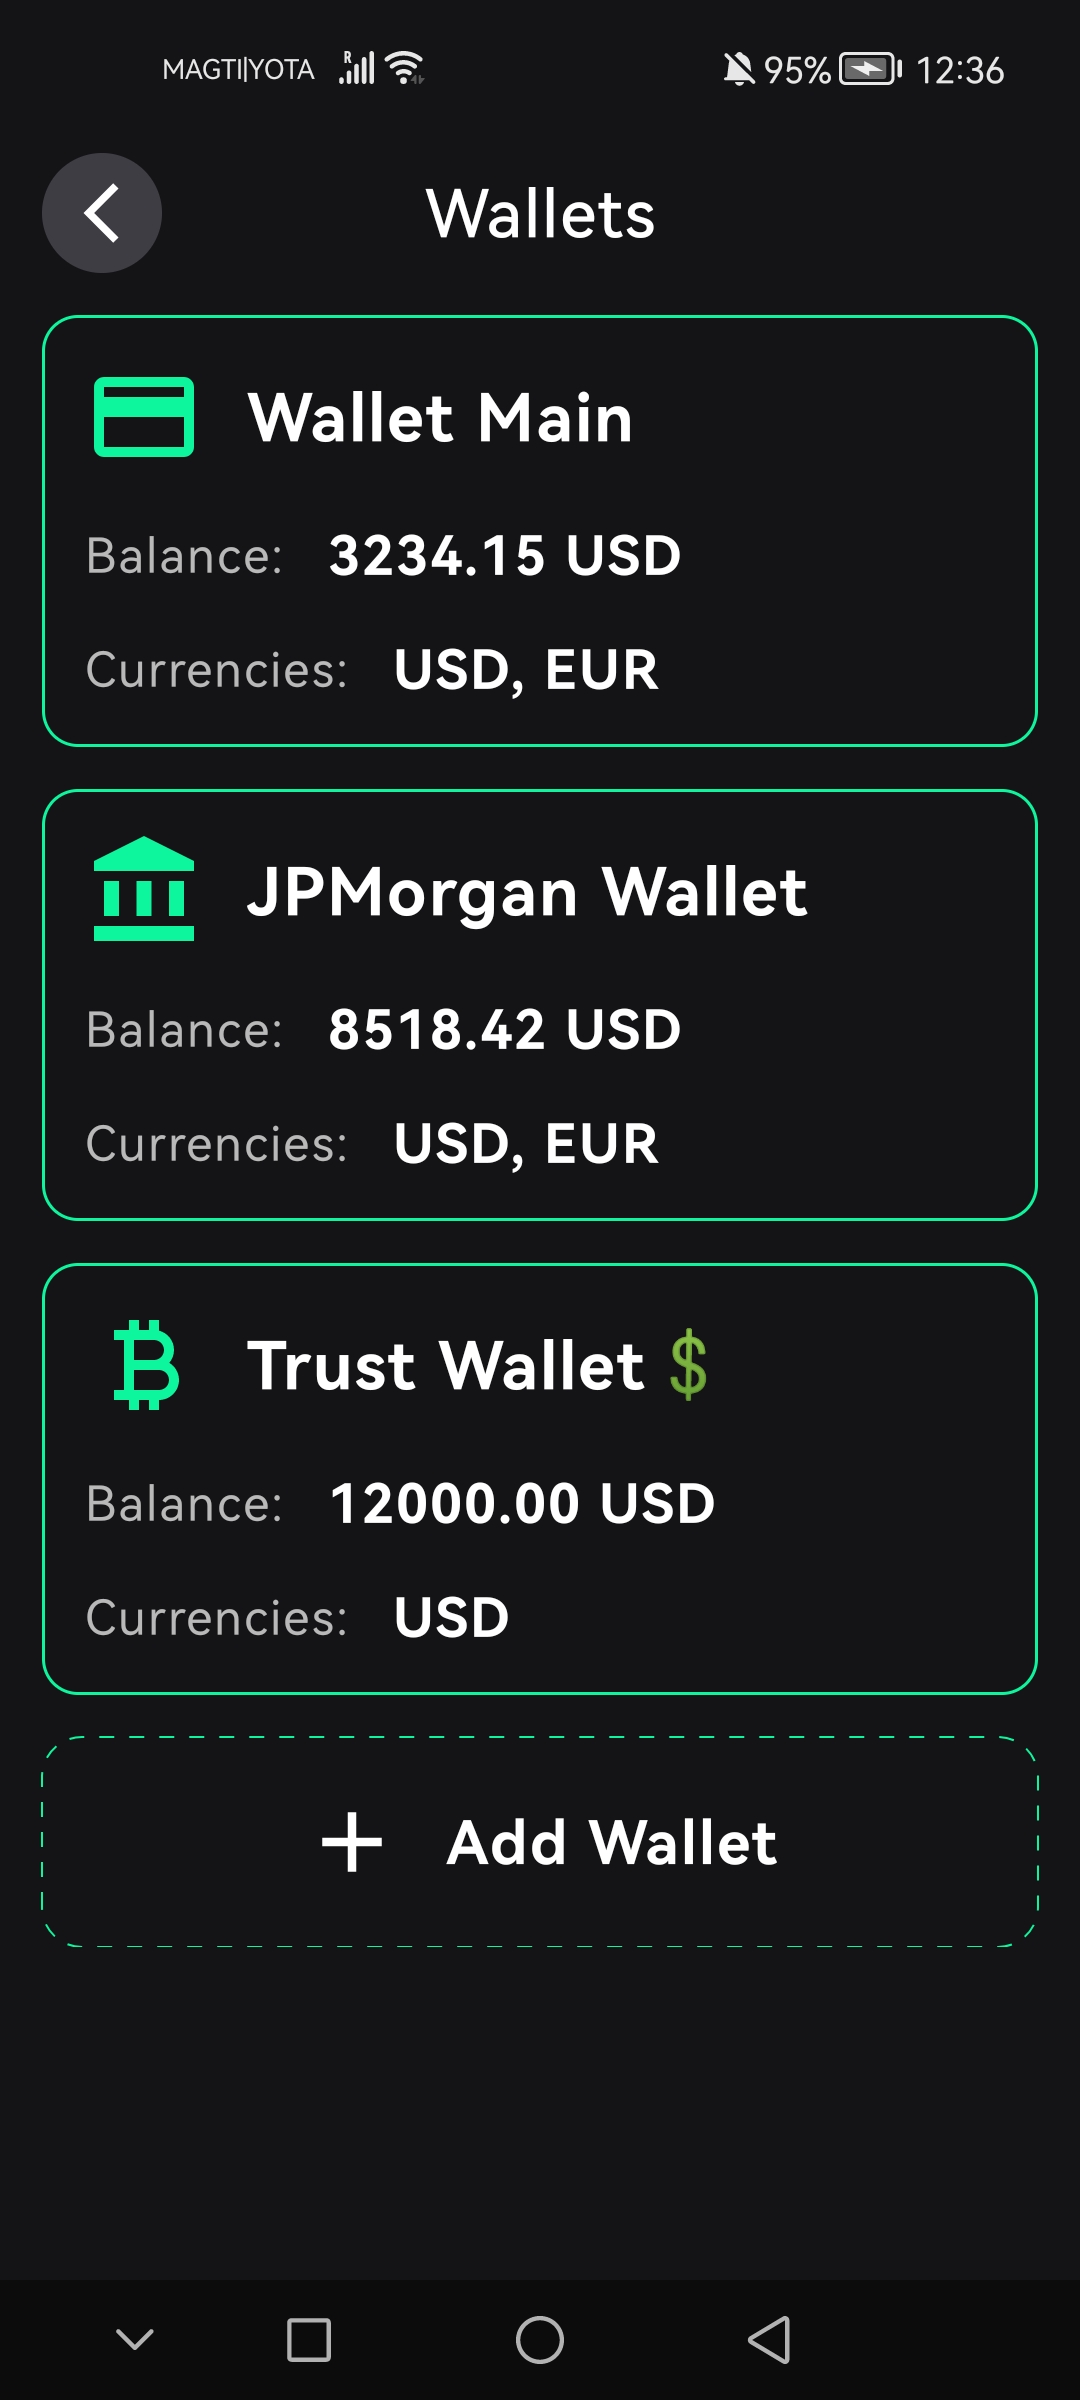 MAGTI|YOTA R 95% 12:36
Wallets
Wallet Main
Balance: 3234.15 USD
Currencies: USD, EUR
JPMorgan Wallet
Balance: 8518.42 USD
Currencies: USD, EUR
Trust Wallet 💲
Balance: 12000.00 USD
Currencies: USD
+ Add Wallet